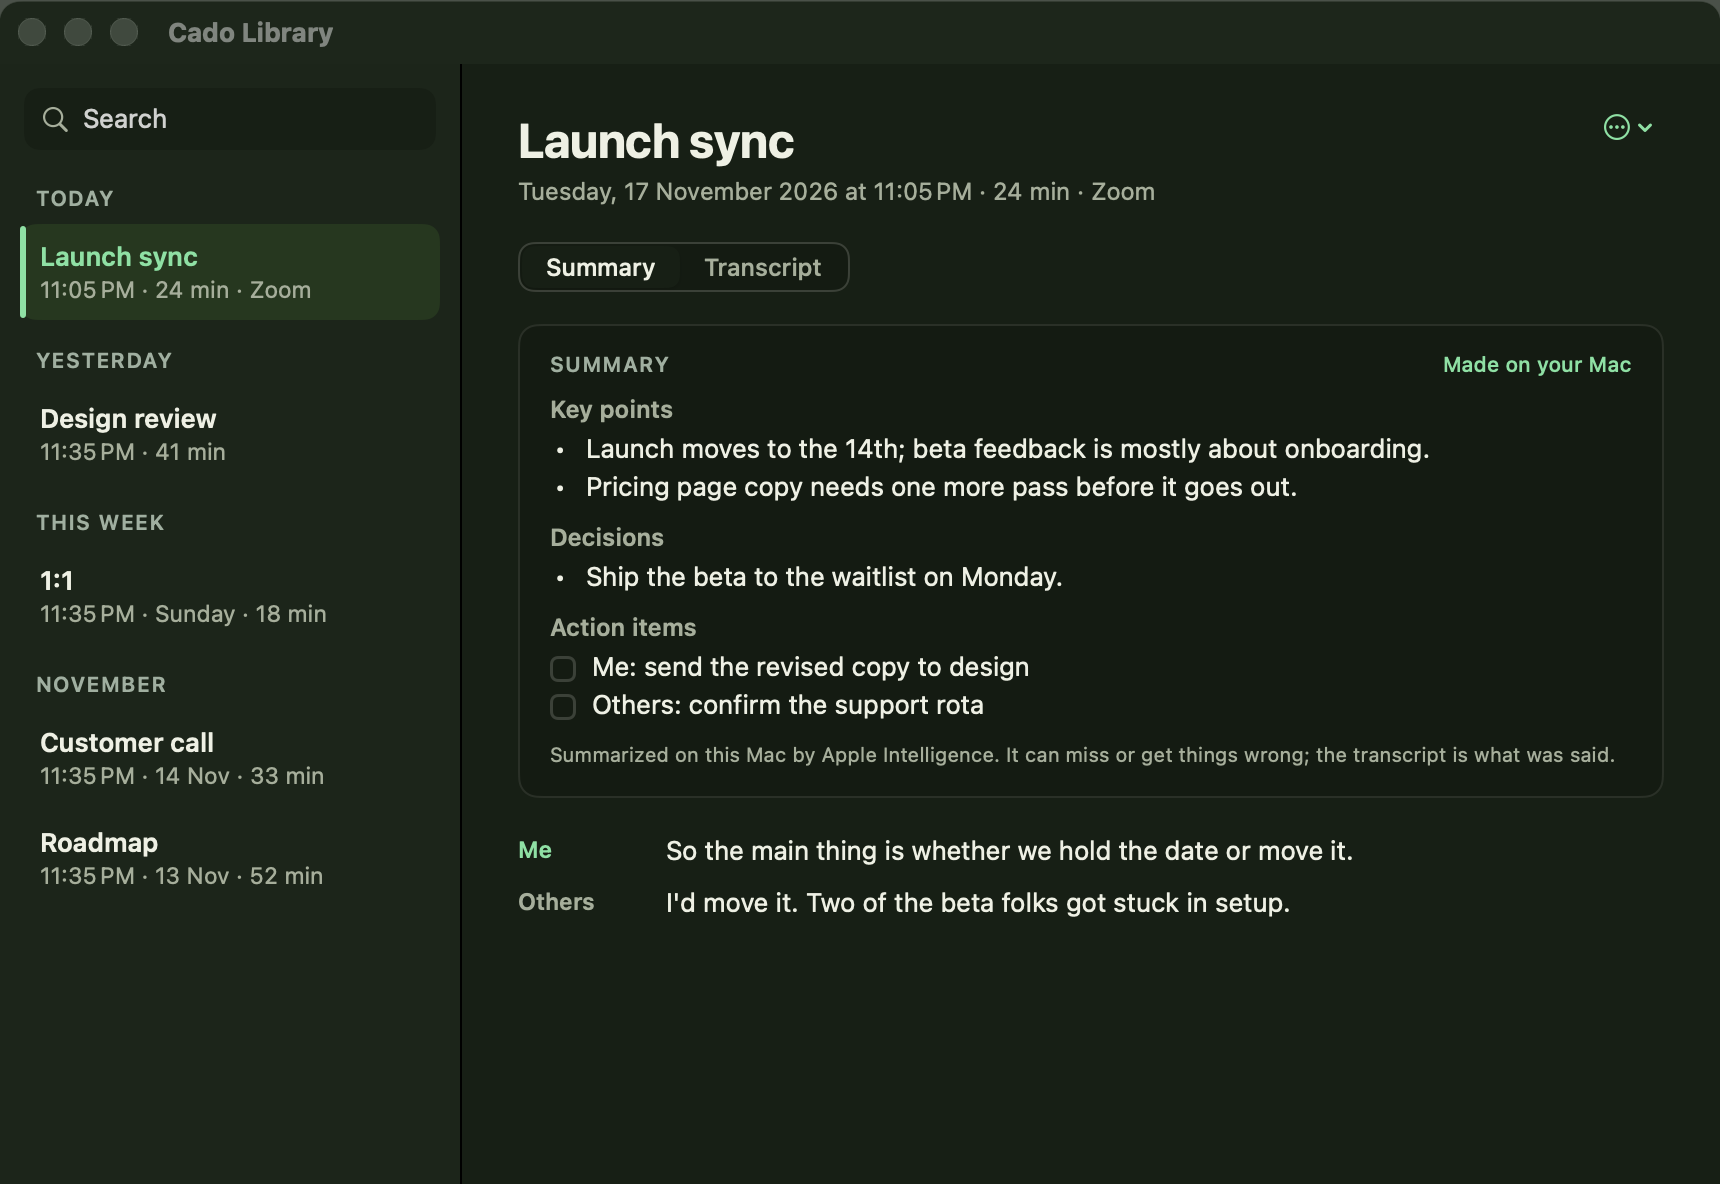 Cado Library
Search
TODAY
Launch sync
11:05 PM · 24 min · Zoom
YESTERDAY
Design review
11:35 PM · 41 min
THIS WEEK
1:1
11:35 PM · Sunday · 18 min
NOVEMBER
Customer call
11:35 PM · 14 Nov · 33 min
Roadmap
11:35 PM · 13 Nov · 52 min
Launch sync
Tuesday, 17 November 2026 at 11:05 PM · 24 min · Zoom
Summary Transcript
SUMMARY Made on your Mac
Key points
• Launch moves to the 14th; beta feedback is mostly about onboarding.
• Pricing page copy needs one more pass before it goes out.
Decisions
• Ship the beta to the waitlist on Monday.
Action items
Me: send the revised copy to design
Others: confirm the support rota
Summarized on this Mac by Apple Intelligence. It can miss or get things wrong; the transcript is what was said.
Me So the main thing is whether we hold the date or move it.
Others I'd move it. Two of the beta folks got stuck in setup.